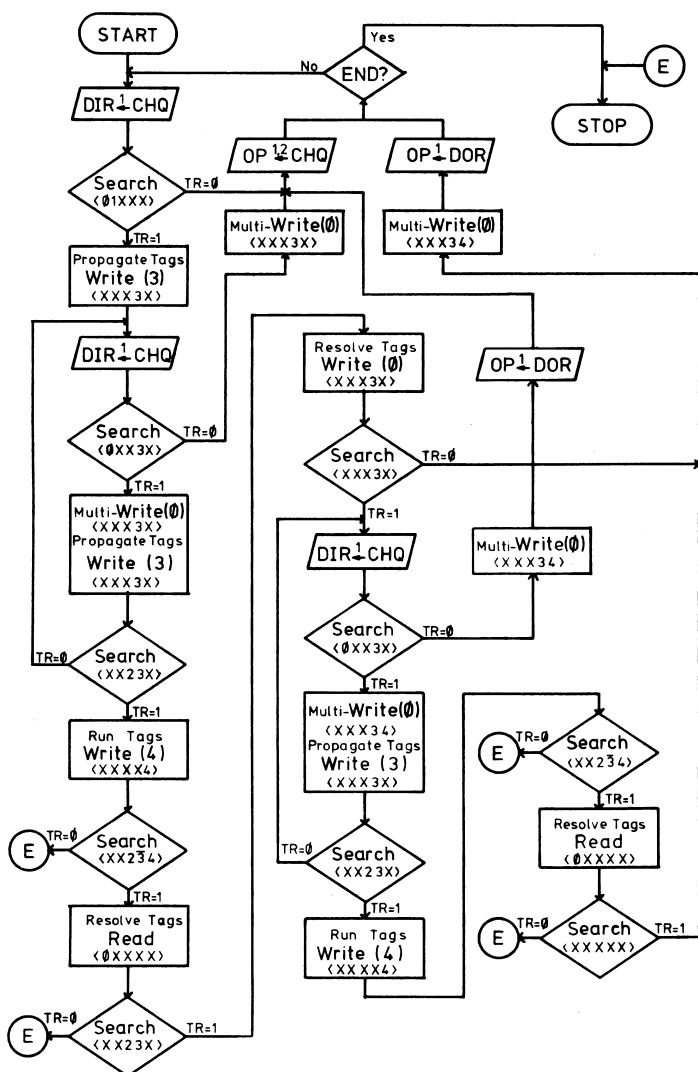 START
Yes
No
END?
E
DIR ←1 CHQ
STOP
OP ←1,2 CHQ
OP ←1 DOR
Search
<Ø1XXX>
TR=Ø
TR=1
Multi-Write(Ø)
<XXX3X>
Multi-Write(Ø)
<XXX34>
Propagate Tags
Write (3)
<XXX3X>
DIR ←1 CHQ
Search
<ØXX3X>
TR=Ø
TR=1
Multi-Write(Ø)
<XXX3X>
Propagate Tags
Write (3)
<XXX3X>
Search
<XX23X>
TR=Ø
TR=1
Run Tags
Write (4)
<XXXX4>
Search
<XX23̅4>
TR=Ø
E
TR=1
Resolve Tags
Read
<ØXXXX>
Search
<XX23X>
TR=Ø
E
TR=1
Resolve Tags
Write (Ø)
<XXX3X>
Search
<XXX3X>
TR=Ø
TR=1
DIR ←1 CHQ
Search
<ØXX3X>
TR=Ø
TR=1
Multi-Write(Ø)
<XXX34>
OP ←1 DOR
Multi-Write(Ø)
<XXX34>
Propagate Tags
Write (3)
<XXX3X>
Search
<XX23X>
TR=Ø
TR=1
Run Tags
Write (4)
<XXXX4>
Search
<XX23̅4>
TR=Ø
E
TR=1
Resolve Tags
Read
<ØXXXX>
Search
<XXXXX>
TR=Ø
E
TR=1